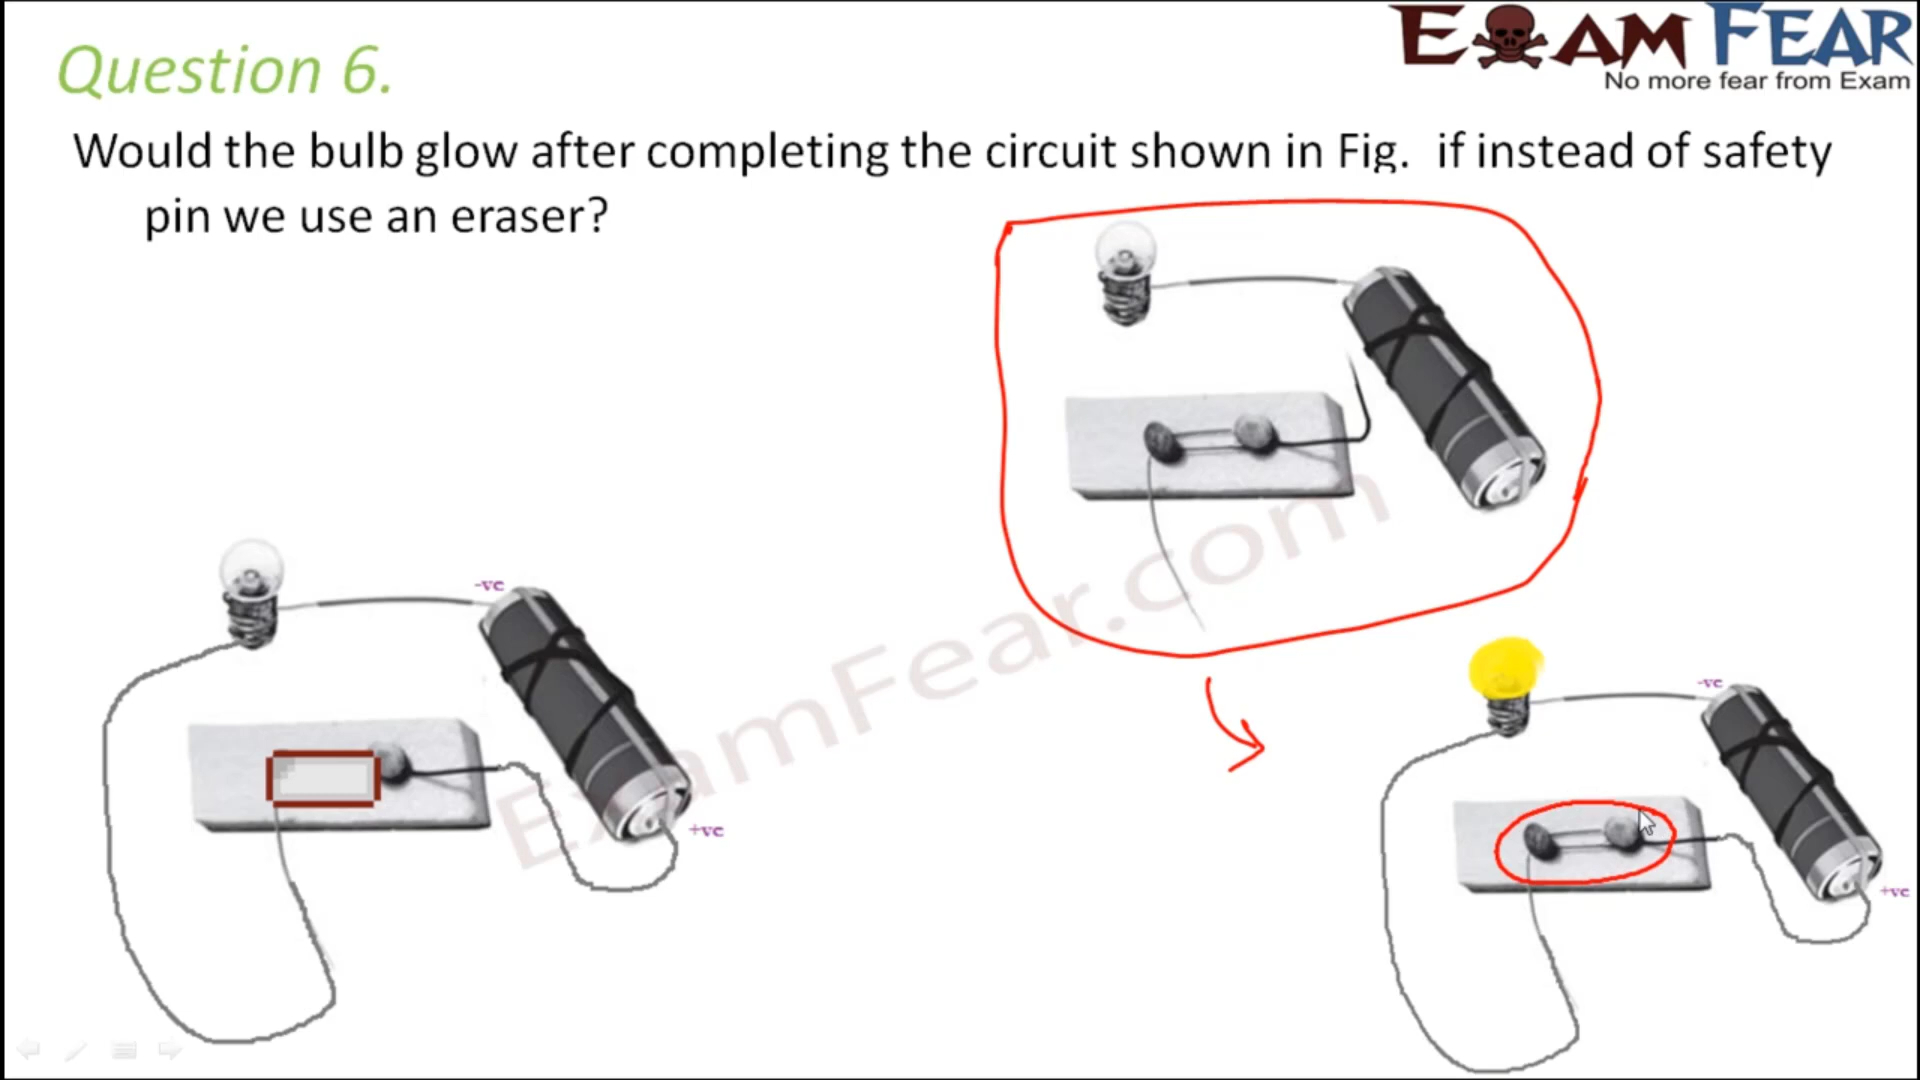 Question 6.
EXAM FEAR
No more fear from Exam
Would the bulb glow after completing the circuit shown in Fig. if instead of safety
pin we use an eraser?
-ve
+ve
-ve
+ve
ExamFear.com